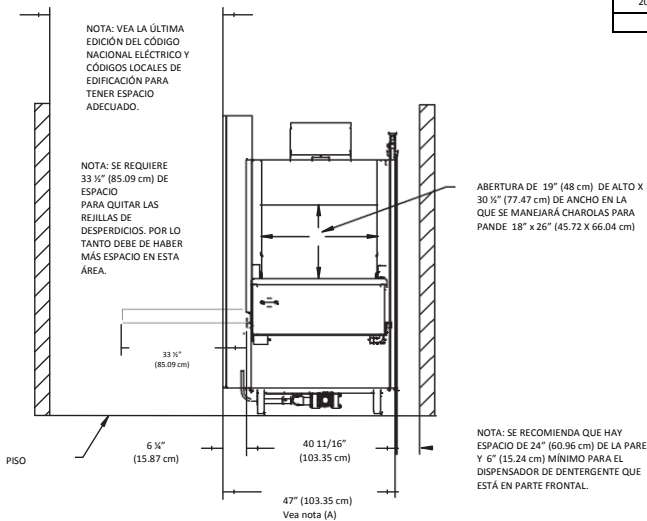 20
NOTA: VEA LA ÚLTIMA
EDICIÓN DEL CÓDIGO
NACIONAL ELÉCTRICO Y
CÓDIGOS LOCALES DE
EDIFICACIÓN PARA
TENER ESPACIO
ADECUADO.
NOTA: SE REQUIERE
33 ½" (85.09 cm) DE
ESPACIO
PARA QUITAR LAS
REJILLAS DE
DESPERDICIOS. POR LO
TANTO DEBE DE HABER
MÁS ESPACIO EN ESTA
ÁREA.
ABERTURA DE 19" (48 cm) DE ALTO X
30 ½" (77.47 cm) DE ANCHO EN LA
QUE SE MANEJARÁ CHAROLAS PARA
PANDE 18" x 26" (45.72 X 66.04 cm)
33 ½"
(85.09 cm)
PISO
6 ¼"
(15.87 cm)
40 11/16"
(103.35 cm)
47" (103.35 cm)
Vea nota (A)
NOTA: SE RECOMIENDA QUE HAY
ESPACIO DE 24" (60.96 cm) DE LA PARE
Y 6" (15.24 cm) MÍNIMO PARA EL
DISPENSADOR DE DENTERGENTE QUE
ESTÁ EN PARTE FRONTAL.